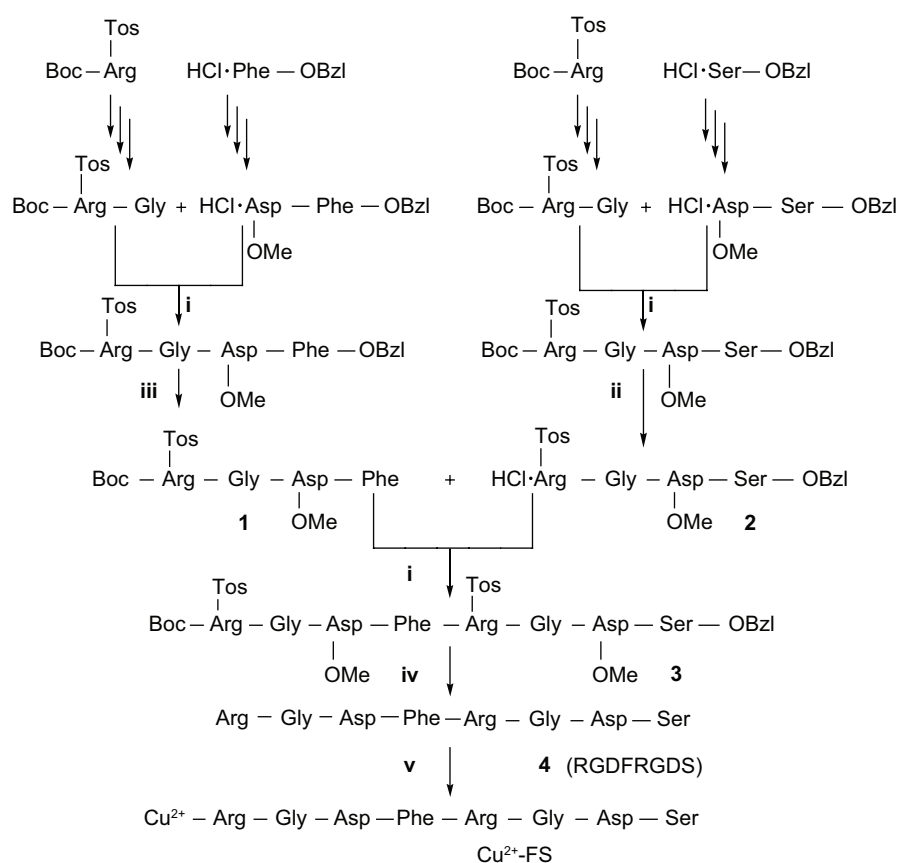 Tos Tos
Boc – Arg HCl·Phe – OBzl Boc – Arg HCl·Ser – OBzl
Tos Tos
Boc – Arg – Gly + HCl·Asp – Phe – OBzl Boc – Arg – Gly + HCl·Asp – Ser – OBzl
OMe OMe
i i
Tos Tos
Boc – Arg – Gly – Asp – Phe – OBzl Boc – Arg – Gly – Asp – Ser – OBzl
iii OMe ii OMe
Tos Tos
Boc – Arg – Gly – Asp – Phe + HCl·Arg – Gly – Asp – Ser – OBzl
1 OMe OMe 2
i
Tos Tos
Boc – Arg – Gly – Asp – Phe – Arg – Gly – Asp – Ser – OBzl
OMe iv OMe 3
Arg – Gly – Asp – Phe – Arg – Gly – Asp – Ser
v 4 (RGDFRGDS)
Cu²⁺ – Arg – Gly – Asp – Phe – Arg – Gly – Asp – Ser
Cu²⁺-FS